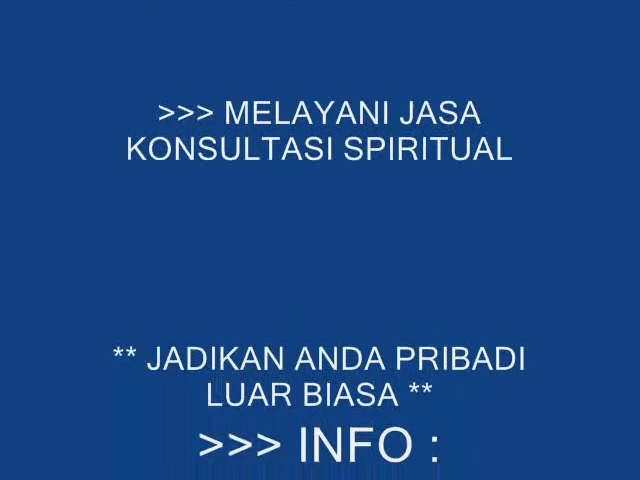 >>> MELAYANI JASA
KONSULTASI SPIRITUAL
** JADIKAN ANDA PRIBADI
LUAR BIASA **
>>> INFO :